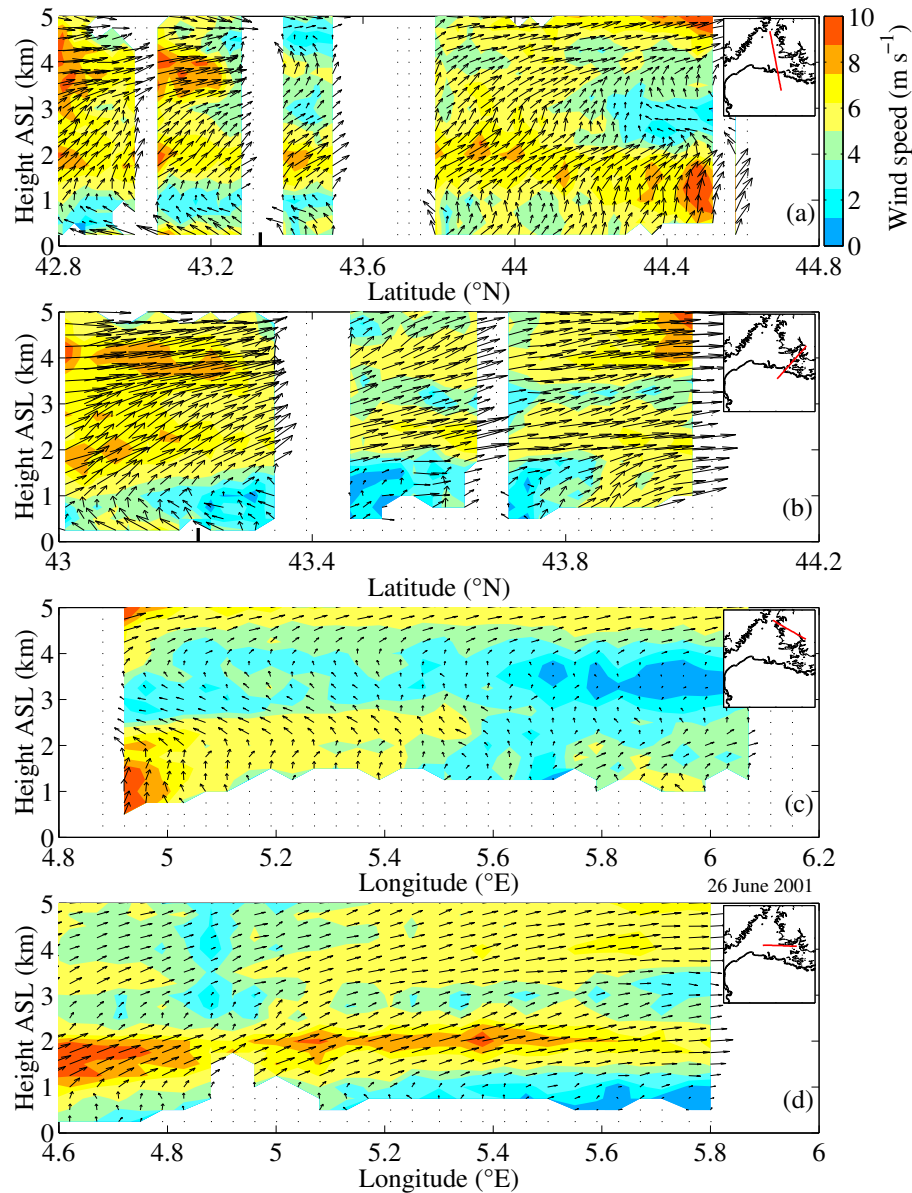 5
4
3
2
1
0
Height ASL (km)
42.8 43 43.2 43.4 43.6 43.8 44 44.2 44.4 44.6 44.8
Latitude (°N)
(a)
10
8
6
4
2
0
Wind speed (m s⁻¹)
5
4
3
2
1
0
Height ASL (km)
43 43.4 43.8 44.2
Latitude (°N)
(b)
5
4
3
2
1
0
Height ASL (km)
4.8 5 5.2 5.4 5.6 5.8 6 6.2
Longitude (°E)
(c)
26 June 2001
5
4
3
2
1
0
Height ASL (km)
4.6 4.8 5 5.2 5.4 5.6 5.8 6
Longitude (°E)
(d)